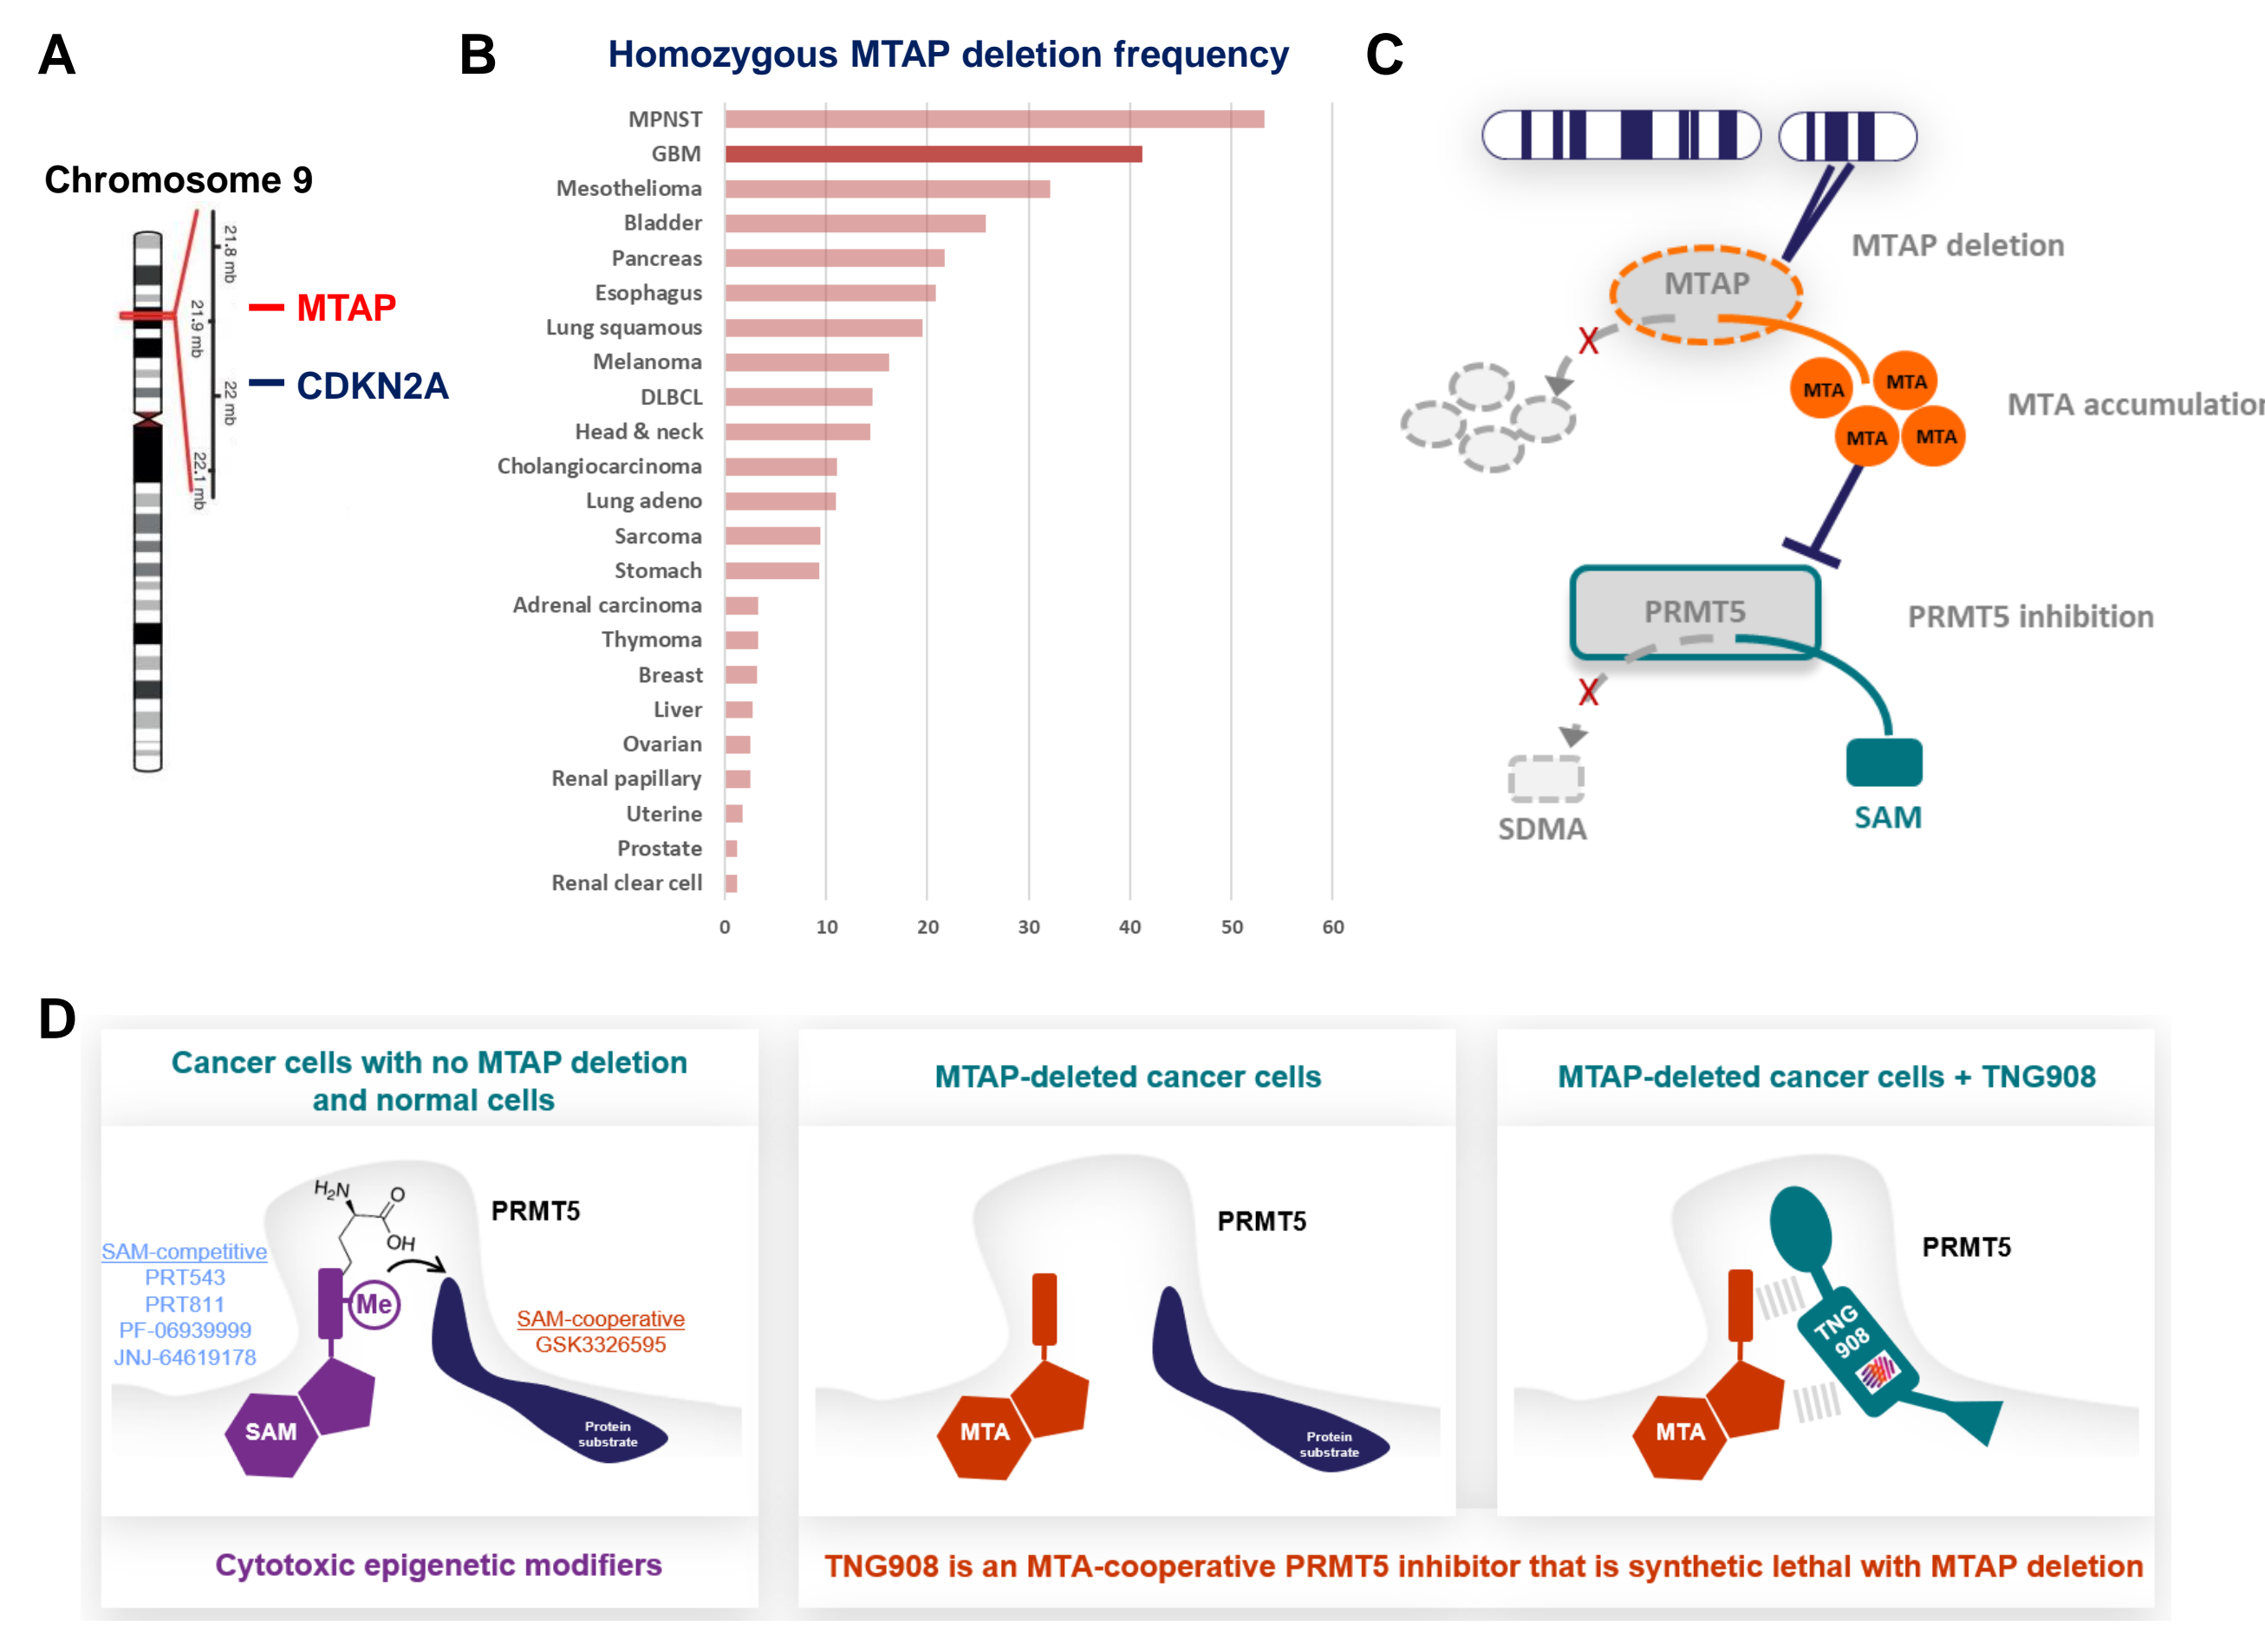 A
Chromosome 9
21.8 mb
21.9 mb
22 mb
22.1 mb
MTAP
CDKN2A
B
Homozygous MTAP deletion frequency
MPNST
GBM
Mesothelioma
Bladder
Pancreas
Esophagus
Lung squamous
Melanoma
DLBCL
Head & neck
Cholangiocarcinoma
Lung adeno
Sarcoma
Stomach
Adrenal carcinoma
Thymoma
Breast
Liver
Ovarian
Renal papillary
Uterine
Prostate
Renal clear cell
0 10 20 30 40 50 60
C
MTAP deletion
MTAP
X
MTA
MTA
MTA
MTA
MTA accumulation
PRMT5
PRMT5 inhibition
X
SDMA
SAM
D
Cancer cells with no MTAP deletion
and normal cells
H2N
O
OH
PRMT5
SAM-competitive
PRT543
PRT811
PF-06939999
JNJ-64619178
Me
SAM-cooperative
GSK3326595
SAM
Protein
substrate
Cytotoxic epigenetic modifiers
MTAP-deleted cancer cells
PRMT5
MTA
Protein
substrate
MTAP-deleted cancer cells + TNG908
PRMT5
TNG
908
MTA
TNG908 is an MTA-cooperative PRMT5 inhibitor that is synthetic lethal with MTAP deletion